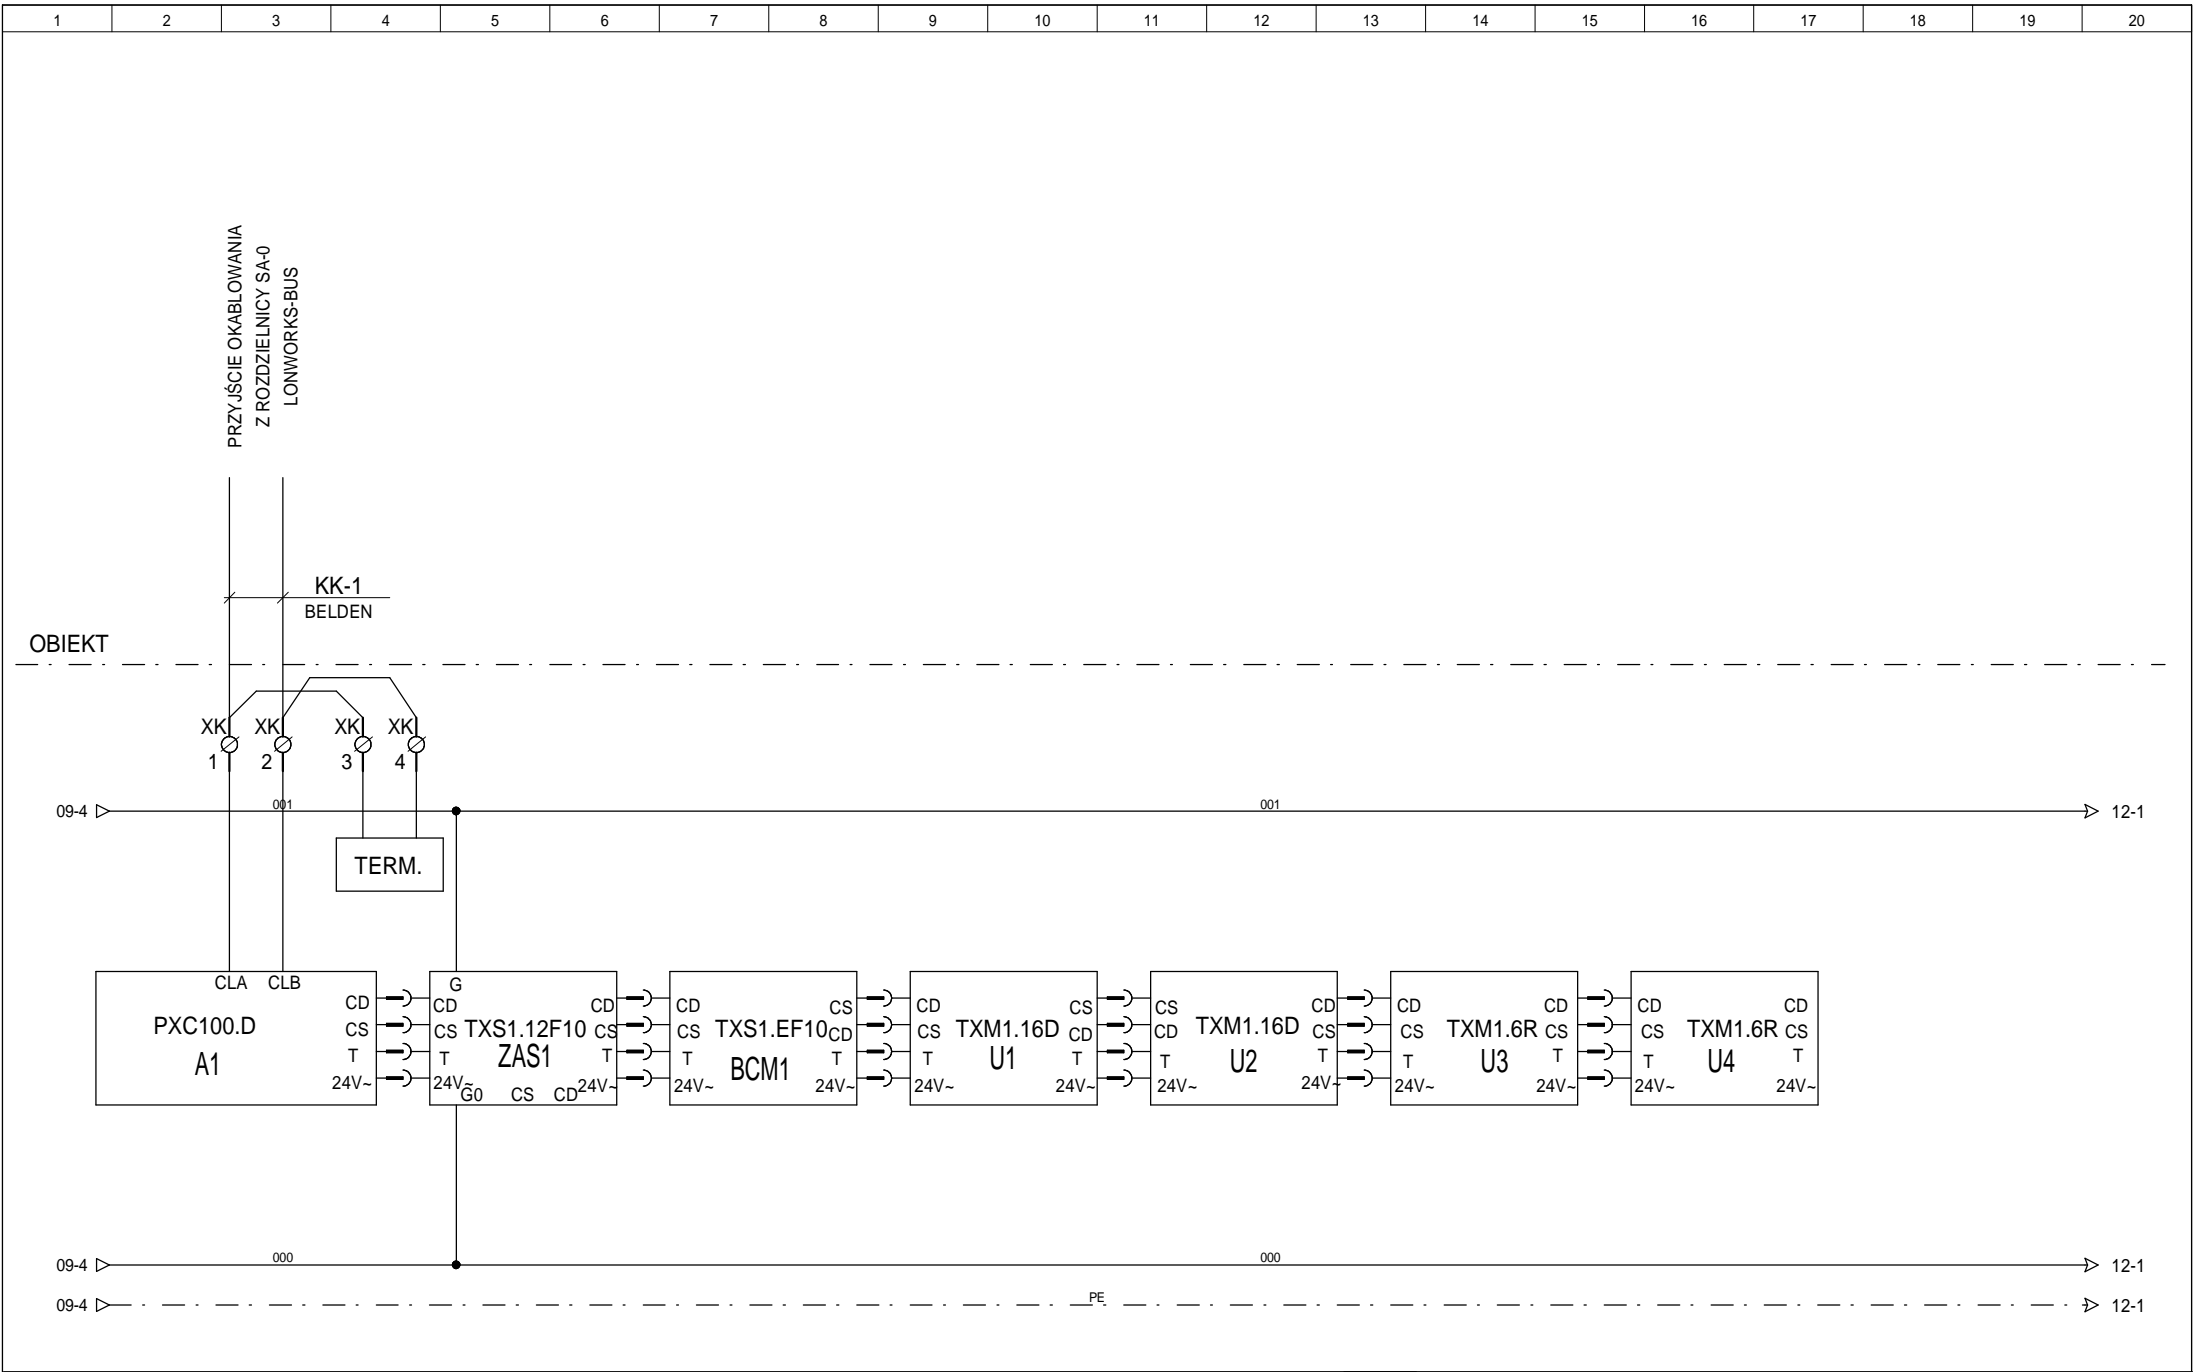 1 2 3 4 5 6 7 8 9 10 11 12 13 14 15 16 17 18 19 20
PRZYJŚCIE OKABLOWANIA
Z ROZDZIELNICY SA-0
LONWORKS-BUS
KK-1
BELDEN
OBIEKT
XK XK XK XK
1 2 3 4
09-4 001 001 12-1
TERM.
CLA CLB
PXC100.D
A1
CD
CS
T
24V~
G
CD
CS
T
24V~
TXS1.12F10
ZAS1
G0 CS CD
CD
CS
T
24V~
CD
CS
T
24V~
TXS1.EF10
BCM1
CS
CD
T
24V~
CD
CS
T
24V~
TXM1.16D
U1
CS
CD
T
24V~
CS
CD
T
24V~
TXM1.16D
U2
CD
CS
T
24V~
CD
CS
T
24V~
TXM1.6R
U3
CD
CS
T
24V~
CD
CS
T
24V~
TXM1.6R
U4
CD
CS
T
24V~
09-4 000 000 12-1
09-4 PE 12-1